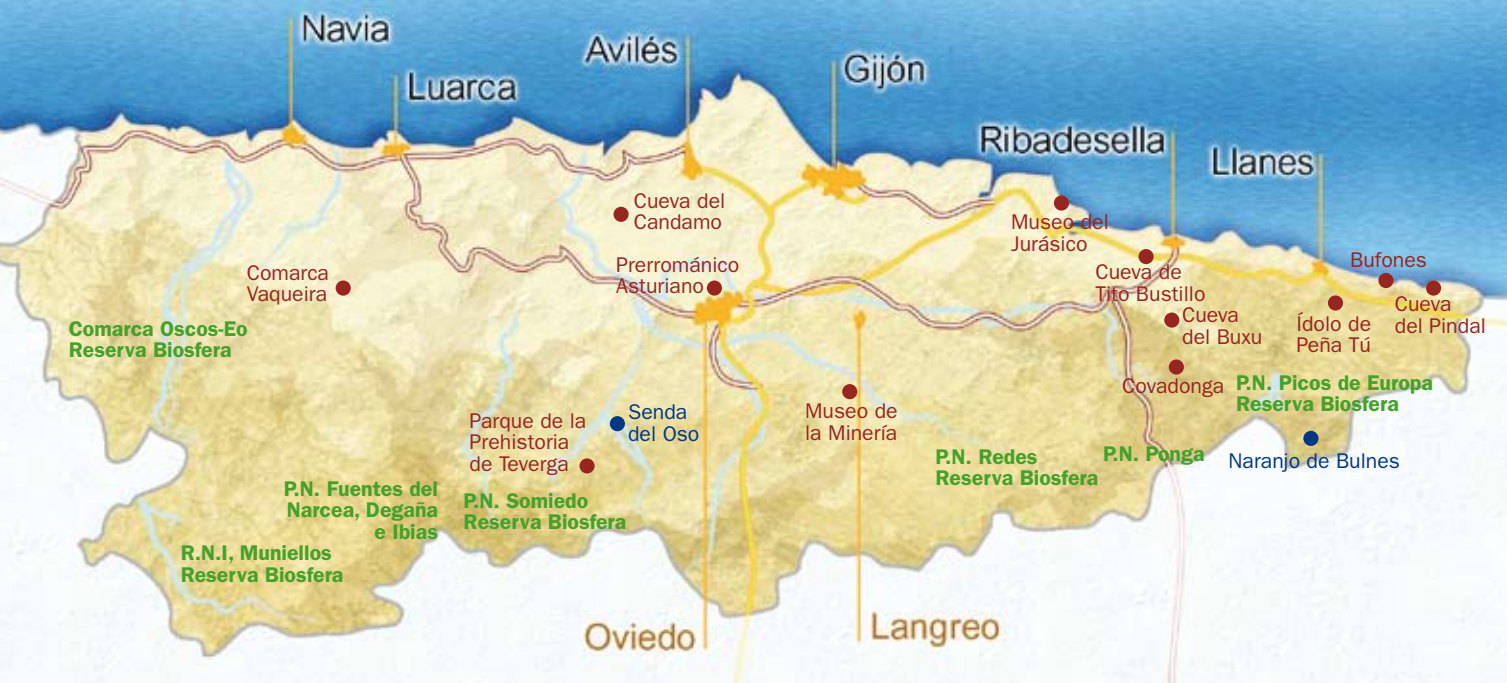 Navia
Luarca
Avilés
Gijón
Ribadesella
Llanes
Cueva del
Candamo
Museo del
Jurásico
Comarca
Vaqueira
Prerrománico
Asturiano
Cueva de
Tito Bustillo
Bufones
Cueva
del Pindal
Cueva
del Buxu
Ídolo de
Peña Tú
Comarca Oscos-Eo
Reserva Biosfera
Covadonga
P.N. Picos de Europa
Reserva Biosfera
Parque de la
Prehistoria
de Teverga
Senda
del Oso
Museo de
la Minería
P.N. Redes
Reserva Biosfera
P.N. Ponga
Naranjo de Bulnes
P.N. Fuentes del
Narcea, Degaña
e Ibias
P.N. Somiedo
Reserva Biosfera
R.N.I, Muniellos
Reserva Biosfera
Oviedo
Langreo